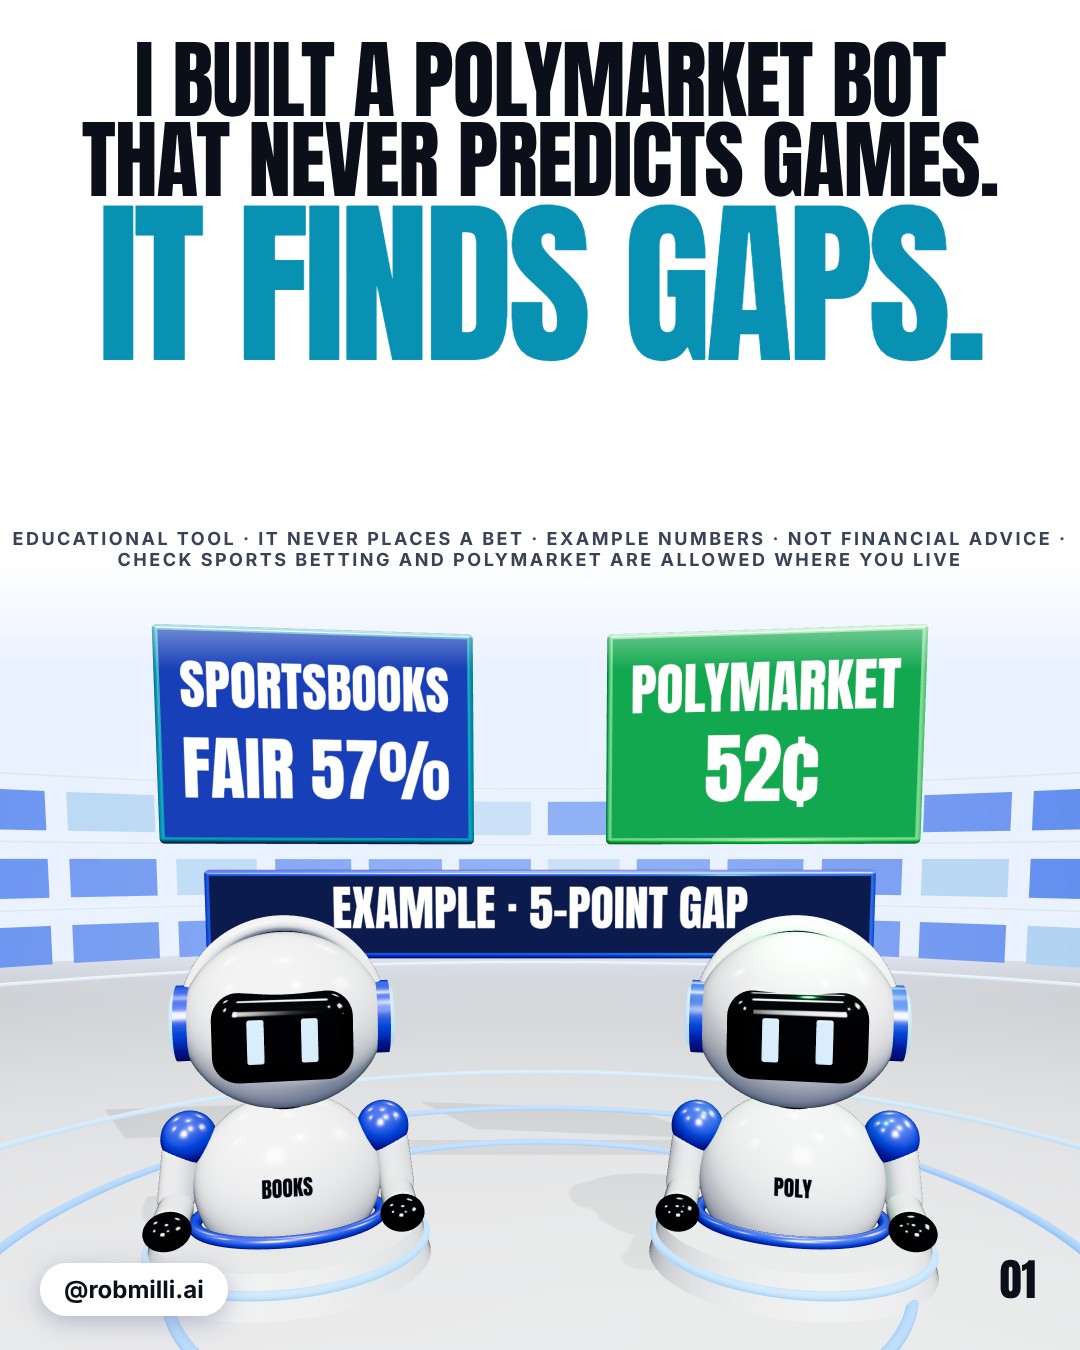 I BUILT A POLYMARKET BOT
THAT NEVER PREDICTS GAMES.
IT FINDS GAPS.
EDUCATIONAL TOOL · IT NEVER PLACES A BET · EXAMPLE NUMBERS · NOT FINANCIAL ADVICE ·
CHECK SPORTS BETTING AND POLYMARKET ARE ALLOWED WHERE YOU LIVE
SPORTSBOOKS
FAIR 57%
POLYMARKET
52¢
EXAMPLE · 5-POINT GAP
BOOKS
POLY
@robmilli.ai
01